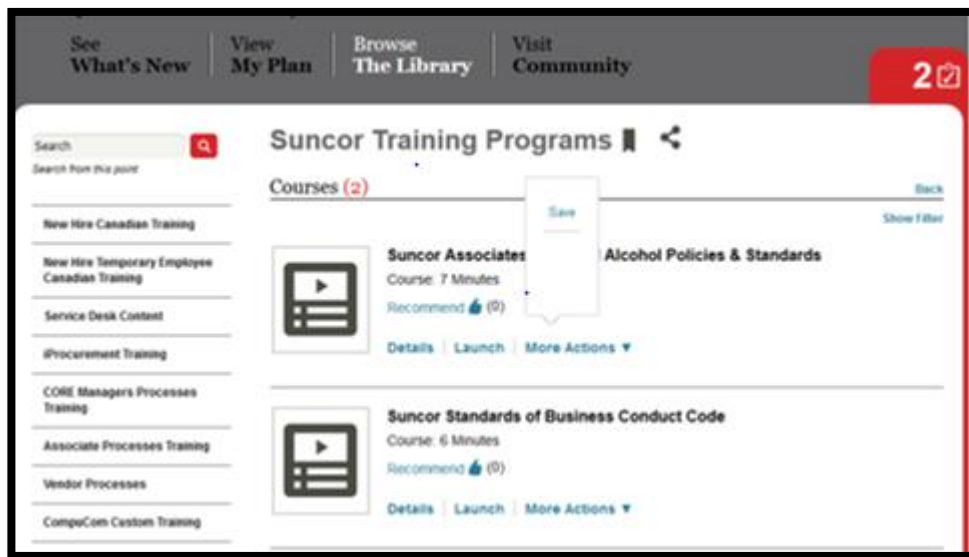 See
What's New
View
My Plan
Browse
The Library
Visit
Community
2
Search
Search from this point
New Hire Canadian Training
New Hire Temporary Employee
Canadian Training
Service Desk Content
iProcurement Training
CORE Managers Processes
Training
Associate Processes Training
Vendor Processes
CompuCom Custom Training
Suncor Training Programs
Courses (2)
Back
Show Filter
Save
Suncor Associates Alcohol Policies & Standards
Course: 7 Minutes
Recommend (0)
Details | Launch | More Actions ▼
Suncor Standards of Business Conduct Code
Course: 6 Minutes
Recommend (0)
Details | Launch | More Actions ▼